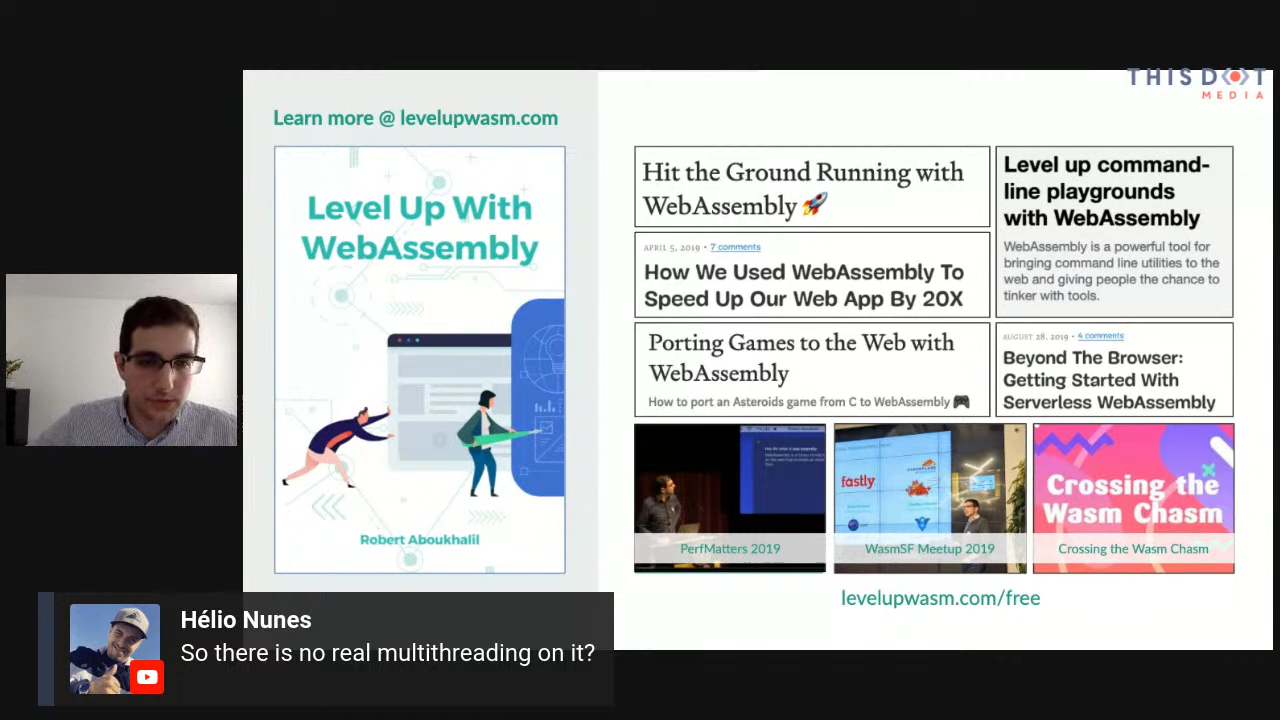 THIS DOT
MEDIA
Learn more @ levelupwasm.com
Level Up With
WebAssembly
Robert Aboukhalil
Hit the Ground Running with
WebAssembly 🚀
APRIL 5, 2019 • 7 comments
How We Used WebAssembly To
Speed Up Our Web App By 20X
Porting Games to the Web with
WebAssembly
How to port an Asteroids game from C to WebAssembly 🎮
Level up command-
line playgrounds
with WebAssembly
WebAssembly is a powerful tool for
bringing command line utilities to the
web and giving people the chance to
tinker with tools.
AUGUST 28, 2019 • 4 comments
Beyond The Browser:
Getting Started With
Serverless WebAssembly
PerfMatters 2019
fastly
CLOUDFLARE
WasmSF Meetup 2019
Crossing the
Wasm Chasm
Crossing the Wasm Chasm
levelupwasm.com/free
Hélio Nunes
So there is no real multithreading on it?